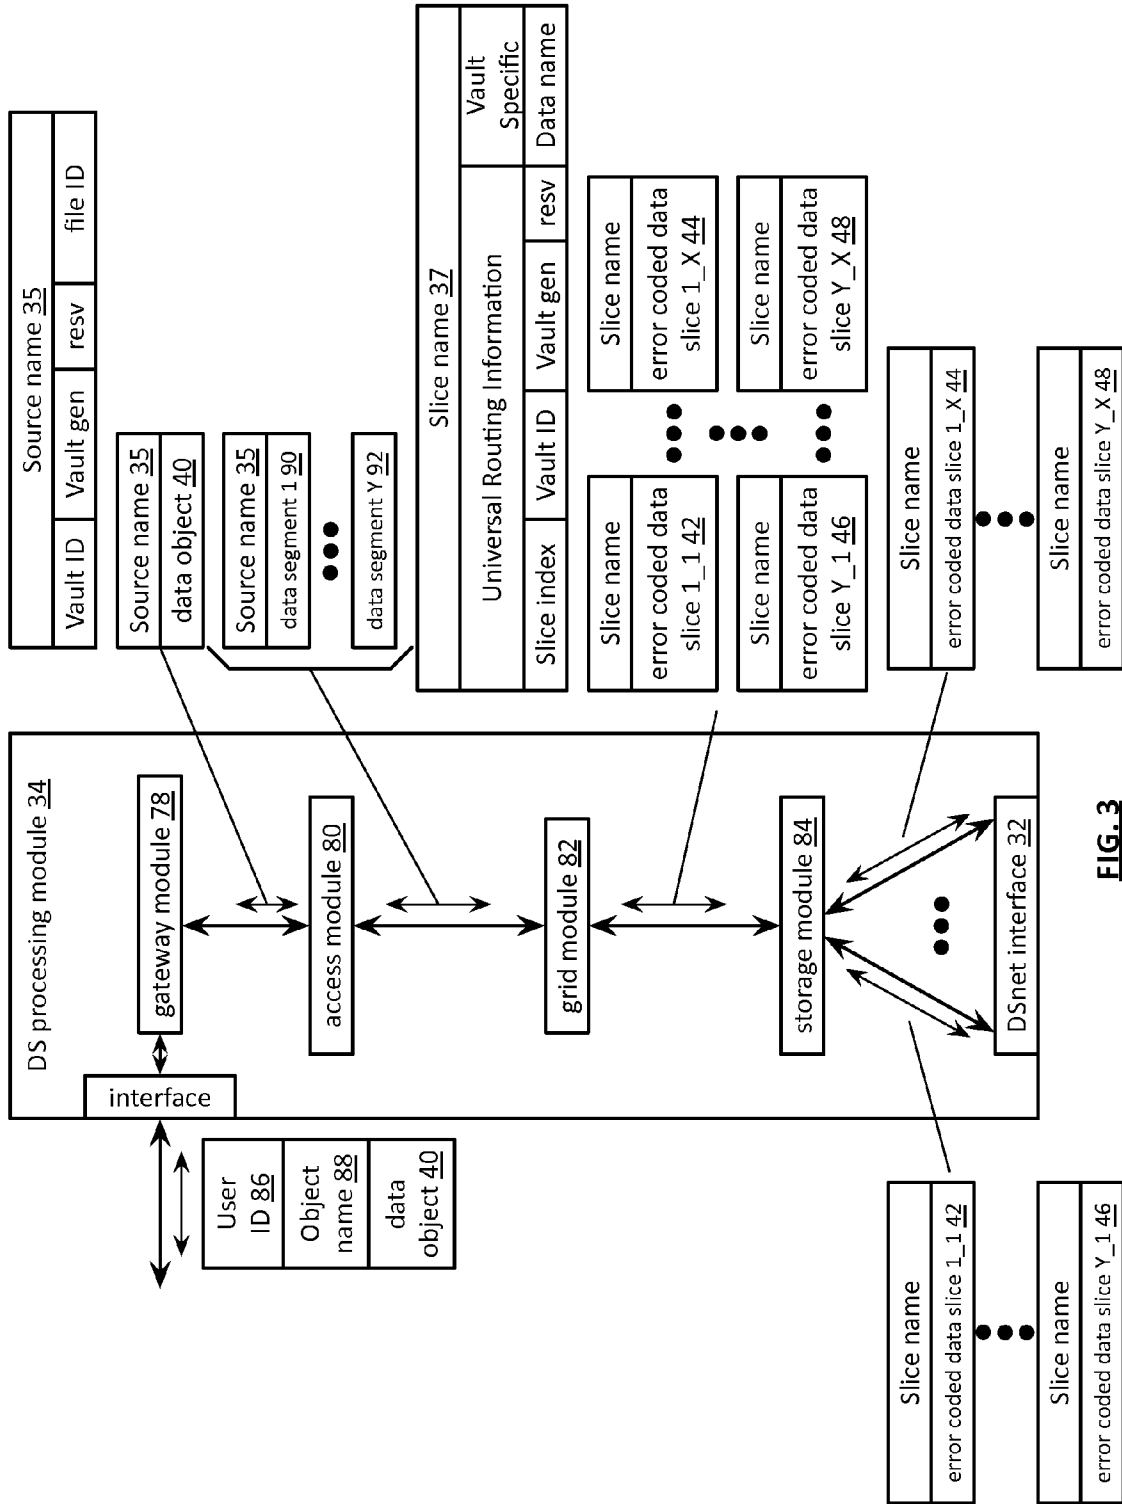 DS processing module 34
interface
gateway module 78
access module 80
grid module 82
storage module 84
DSnet interface 32
User
ID 86
Object
name 88
data
object 40
Source name 35
Vault ID
Vault gen
resv
file ID
Source name 35
data object 40
Source name 35
data segment 1 90
data segment Y 92
Slice name 37
Universal Routing Information
Vault
Specific
Slice index
Vault ID
Vault gen
resv
Data name
Slice name
error coded data
slice 1_1 42
Slice name
error coded data
slice 1_X 44
Slice name
error coded data
slice Y_1 46
Slice name
error coded data
slice Y_X 48
Slice name
error coded data slice 1_1 42
Slice name
error coded data slice Y_1 46
Slice name
error coded data slice 1_X 44
Slice name
error coded data slice Y_X 48
FIG. 3